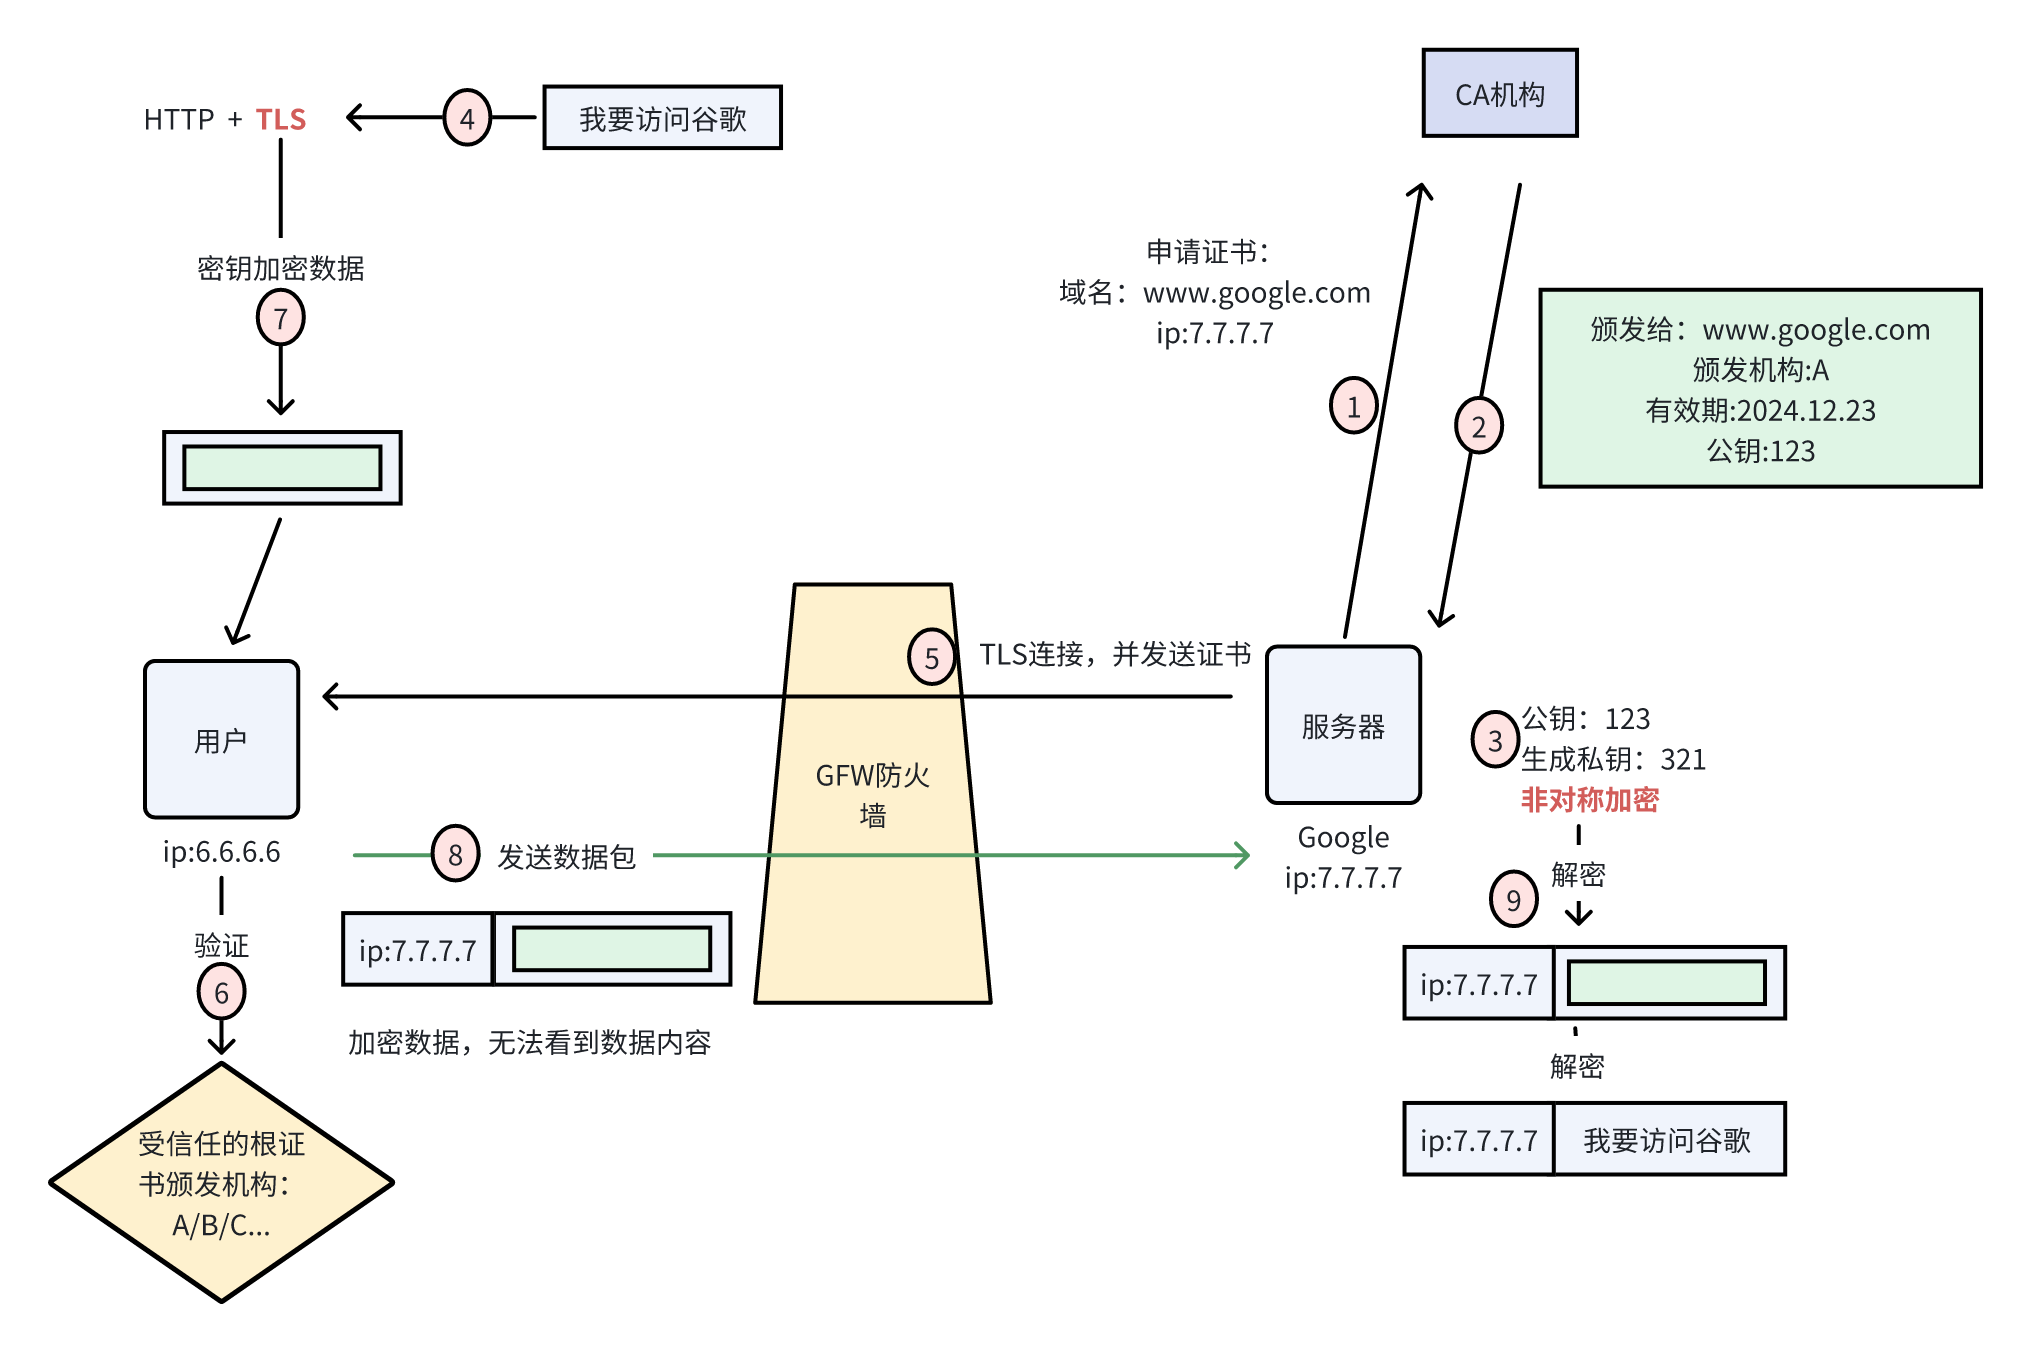 CA机构
HTTP + TLS
4
我要访问谷歌
申请证书：
域名：www.google.com
ip:7.7.7.7
1
2
颁发给：www.google.com
颁发机构:A
有效期:2024.12.23
公钥:123
密钥加密数据
7
5
TLS连接，并发送证书
用户
ip:6.6.6.6
GFW防火
墙
服务器
Google
ip:7.7.7.7
3
公钥：123
生成私钥：321
非对称加密
解密
9
8
发送数据包
ip:7.7.7.7
加密数据，无法看到数据内容
验证
6
受信任的根证
书颁发机构：
A/B/C...
ip:7.7.7.7
解密
ip:7.7.7.7
我要访问谷歌